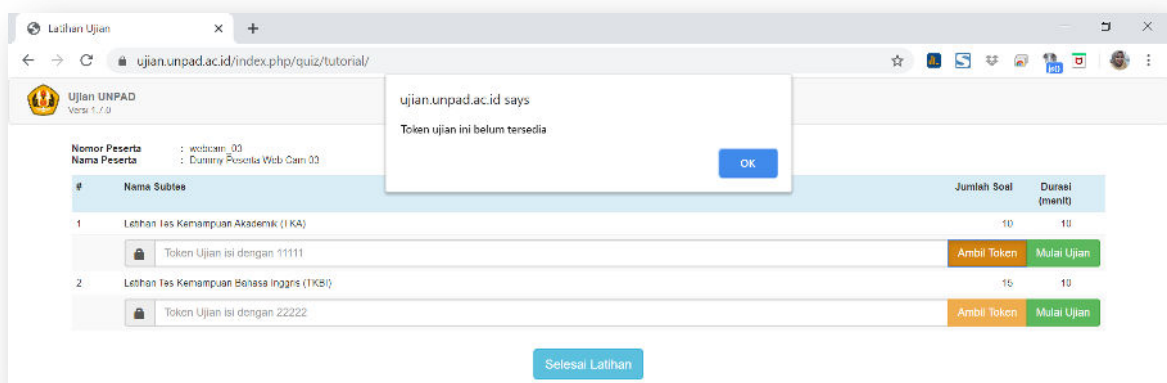 Latihan Ujian
ujian.unpad.ac.id/index.php/quiz/tutorial/
Ujian UNPAD
Versi 1.7.0
ujian.unpad.ac.id says
Token ujian ini belum tersedia
OK
Nomor Peserta : webcam_03
Nama Peserta : Dummy Peserta Web Cam 03
# Nama Subtes Jumlah Soal Durasi (menit)
1 Latihan Tes Kemampuan Akademik (TKA) 10 10
Token Ujian isi dengan 11111 Ambil Token Mulai Ujian
2 Latihan Tes Kemampuan Bahasa Inggris (TKBI) 15 10
Token Ujian isi dengan 22222 Ambil Token Mulai Ujian
Selesai Latihan